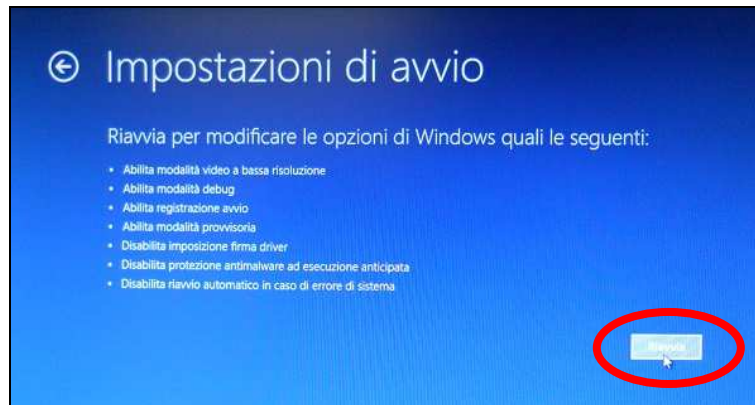 Impostazioni di avvio
Riavvia per modificare le opzioni di Windows quali le seguenti:
• Abilita modalità video a bassa risoluzione
• Abilita modalità debug
• Abilita registrazione avvio
• Abilita modalità provvisoria
• Disabilita imposizione firma driver
• Disabilita protezione antimalware ad esecuzione anticipata
• Disabilita riavvio automatico in caso di errore di sistema
Riavvia